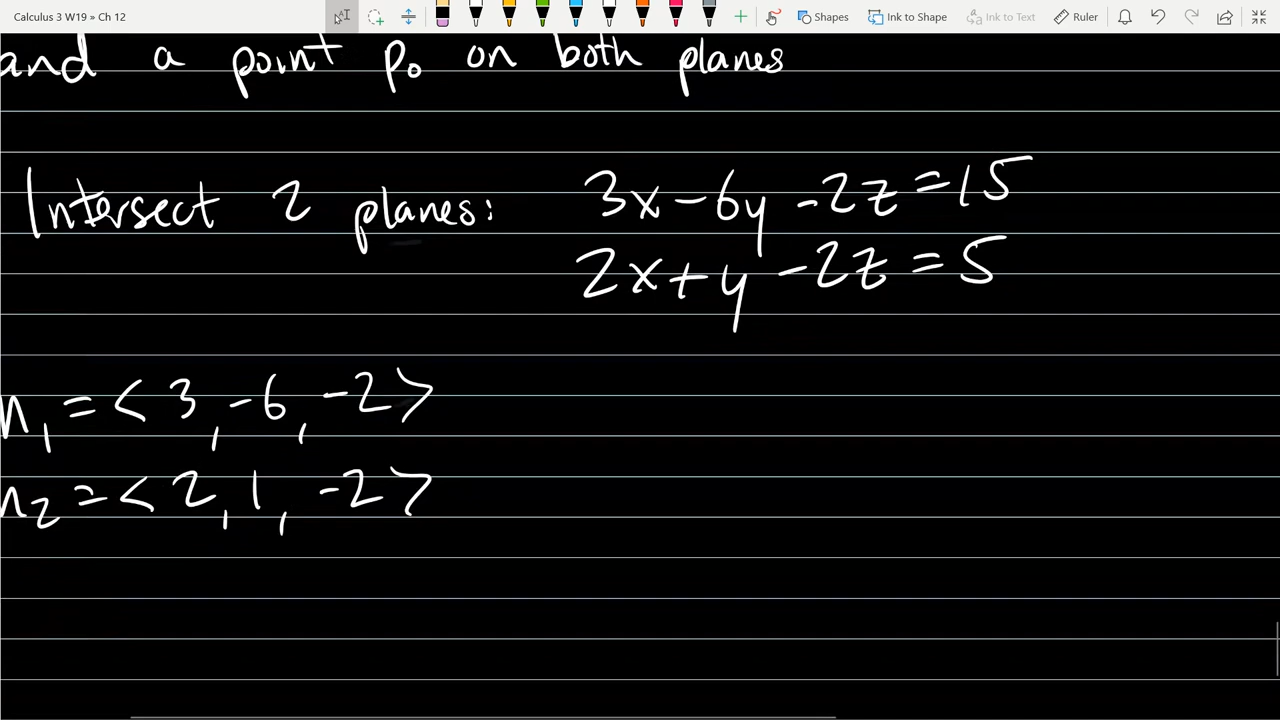 Calculus 3 W19 » Ch 12
Shapes
Ink to Shape
Ink to Text
Ruler
and a point P₀ on both planes
Intersect 2 planes: 3x-6y-2z=15
2x+y-2z=5
n₁=<3,-6,-2>
n₂=<2,1,-2>